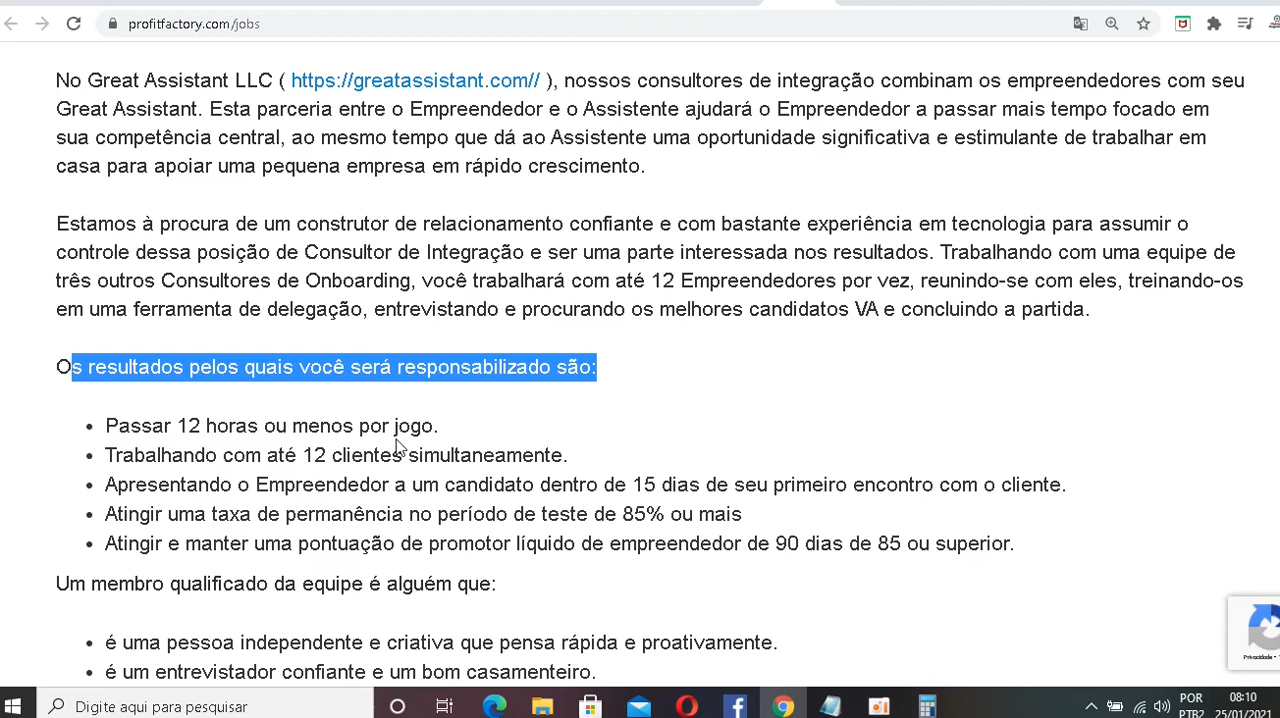 profitfactory.com/jobs
No Great Assistant LLC ( https://greatassistant.com// ), nossos consultores de integração combinam os empreendedores com seu
Great Assistant. Esta parceria entre o Empreendedor e o Assistente ajudará o Empreendedor a passar mais tempo focado em
sua competência central, ao mesmo tempo que dá ao Assistente uma oportunidade significativa e estimulante de trabalhar em
casa para apoiar uma pequena empresa em rápido crescimento.
Estamos à procura de um construtor de relacionamento confiante e com bastante experiência em tecnologia para assumir o
controle dessa posição de Consultor de Integração e ser uma parte interessada nos resultados. Trabalhando com uma equipe de
três outros Consultores de Onboarding, você trabalhará com até 12 Empreendedores por vez, reunindo-se com eles, treinando-os
em uma ferramenta de delegação, entrevistando e procurando os melhores candidatos VA e concluindo a partida.
Os resultados pelos quais você será responsabilizado são:
• Passar 12 horas ou menos por jogo.
• Trabalhando com até 12 clientes simultaneamente.
• Apresentando o Empreendedor a um candidato dentro de 15 dias de seu primeiro encontro com o cliente.
• Atingir uma taxa de permanência no período de teste de 85% ou mais
• Atingir e manter uma pontuação de promotor líquido de empreendedor de 90 dias de 85 ou superior.
Um membro qualificado da equipe é alguém que:
• é uma pessoa independente e criativa que pensa rápida e proativamente.
• é um entrevistador confiante e um bom casamenteiro.
Privacidade -
Digite aqui para pesquisar
POR
PTB2
08:10
25/01/2021